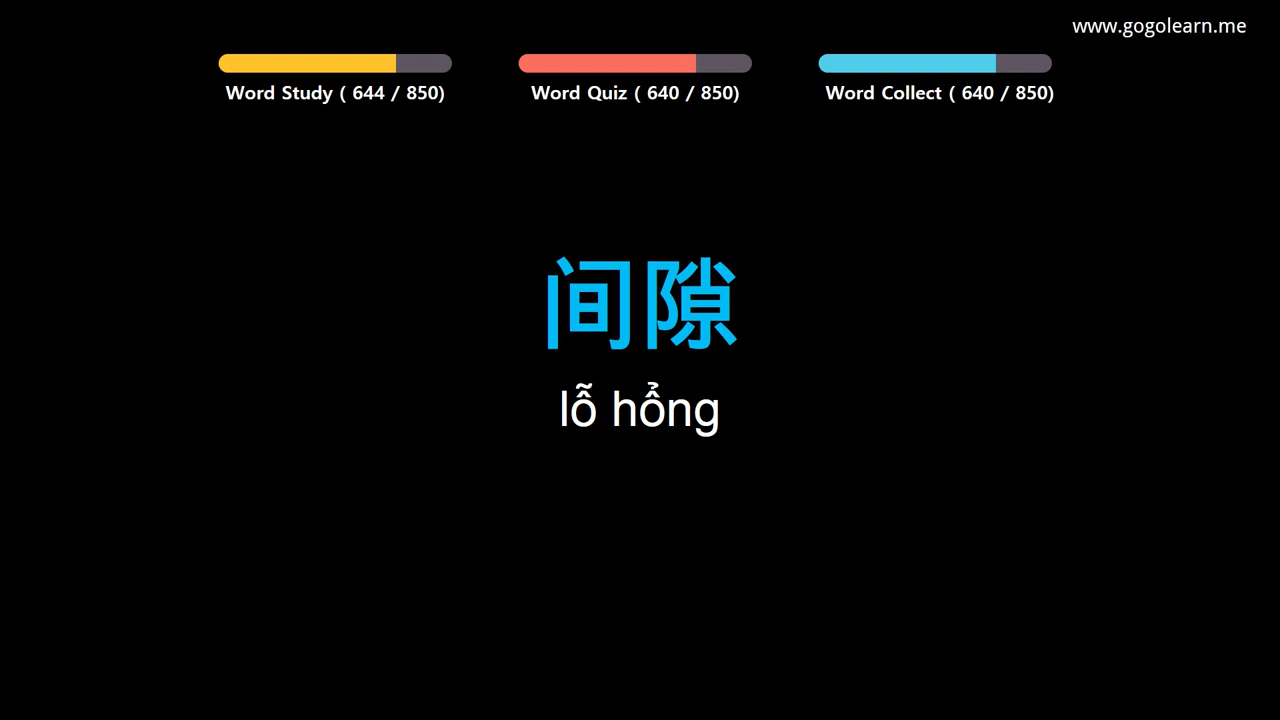 www.gogolearn.me
Word Study ( 644 / 850)
Word Quiz ( 640 / 850)
Word Collect ( 640 / 850)
间隙
lỗ hổng